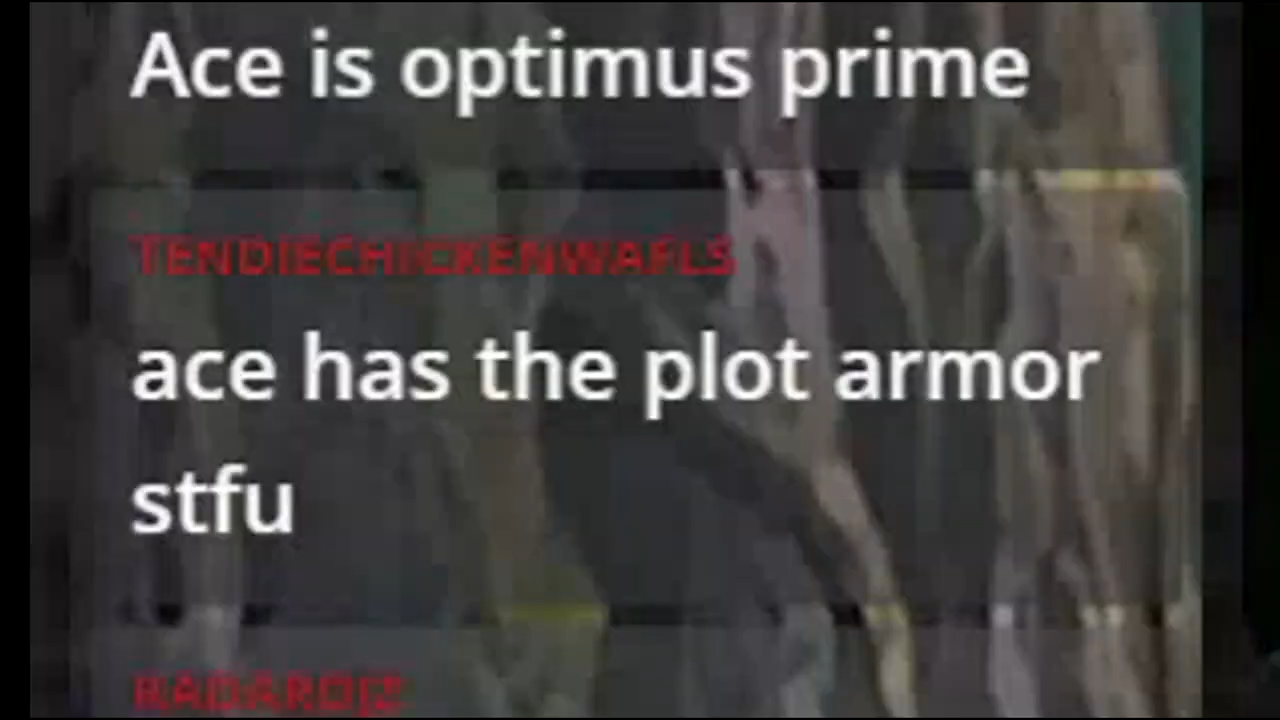 Ace is optimus prime
TENDIECHICKENWAFLS
ace has the plot armor
stfu